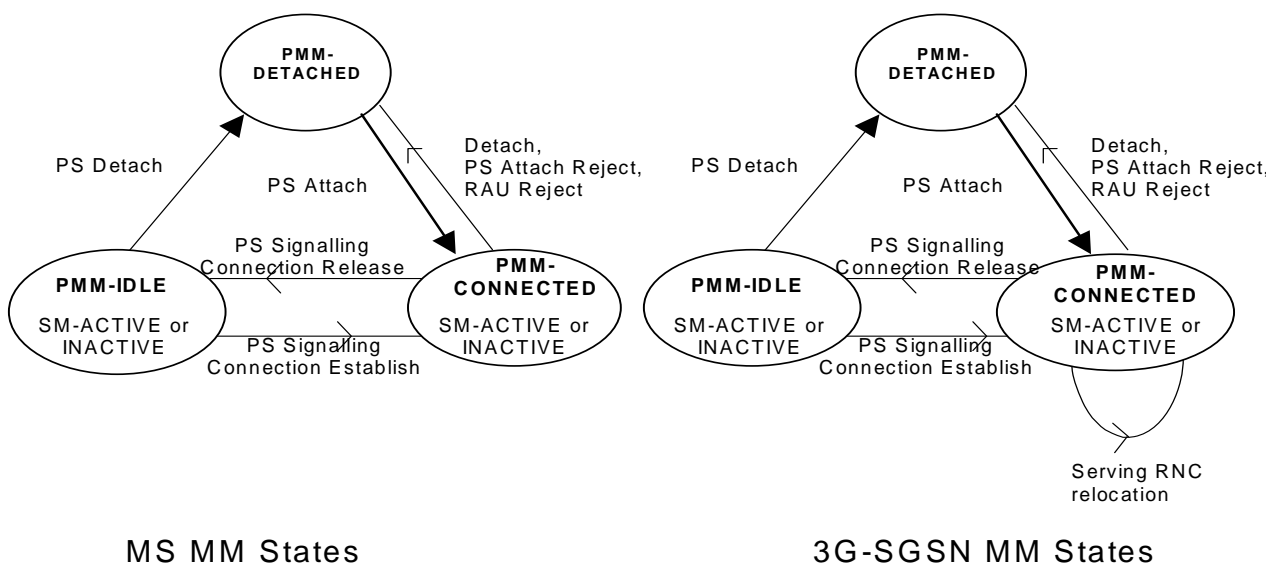 PMM-
DETACHED
PS Detach
PS Attach
Detach,
PS Attach Reject,
RAU Reject
PS Signalling
Connection Release
PMM-IDLE
SM-ACTIVE or
INACTIVE
PMM-
CONNECTED
SM-ACTIVE or
INACTIVE
PS Signalling
Connection Establish
MS MM States
PMM-
DETACHED
PS Detach
PS Attach
Detach,
PS Attach Reject,
RAU Reject
PS Signalling
Connection Release
PMM-IDLE
SM-ACTIVE or
INACTIVE
PMM-
CONNECTED
SM-ACTIVE or
INACTIVE
PS Signalling
Connection Establish
Serving RNC
relocation
3G-SGSN MM States